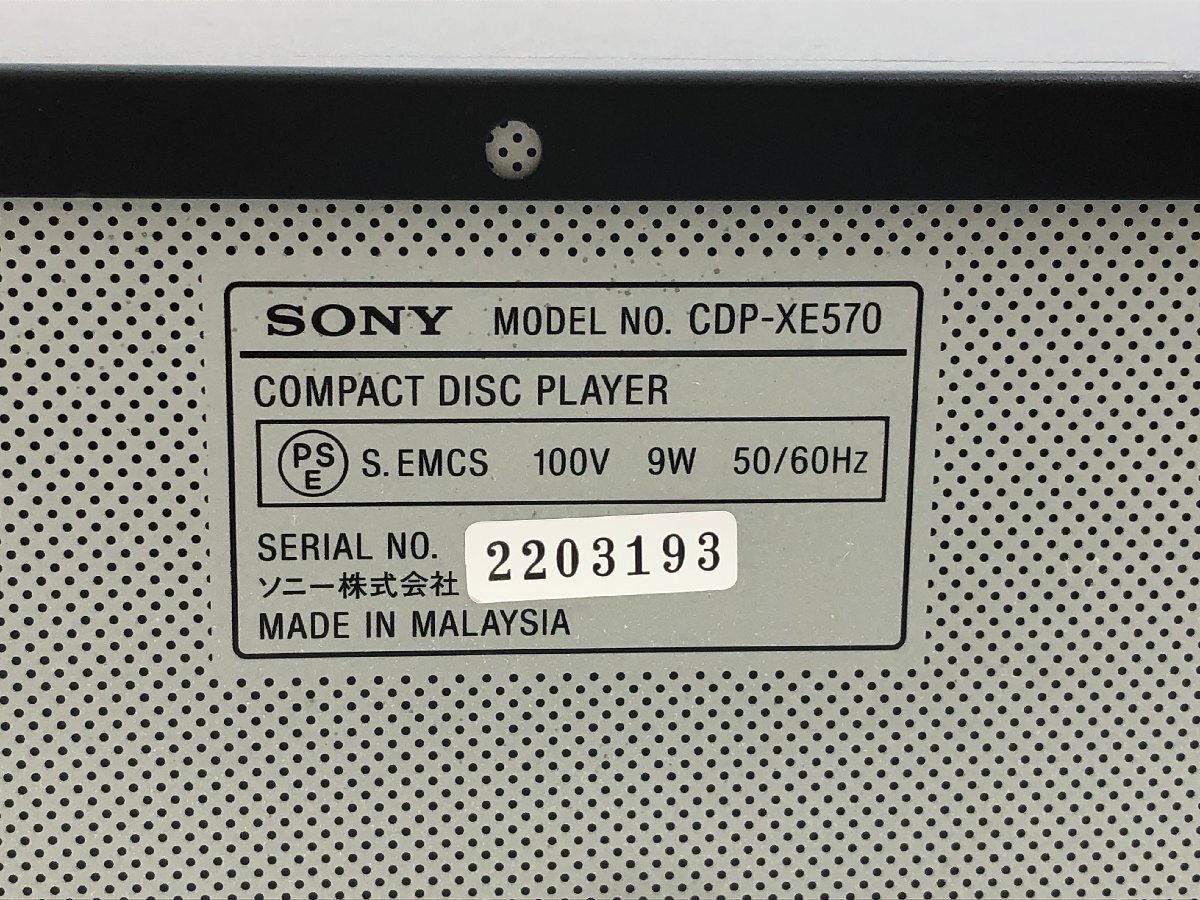 SONY MODEL NO. CDP-XE570
COMPACT DISC PLAYER
PSE S. EMCS 100V 9W 50/60Hz
SERIAL NO. 2203193
ソニー株式会社
MADE IN MALAYSIA